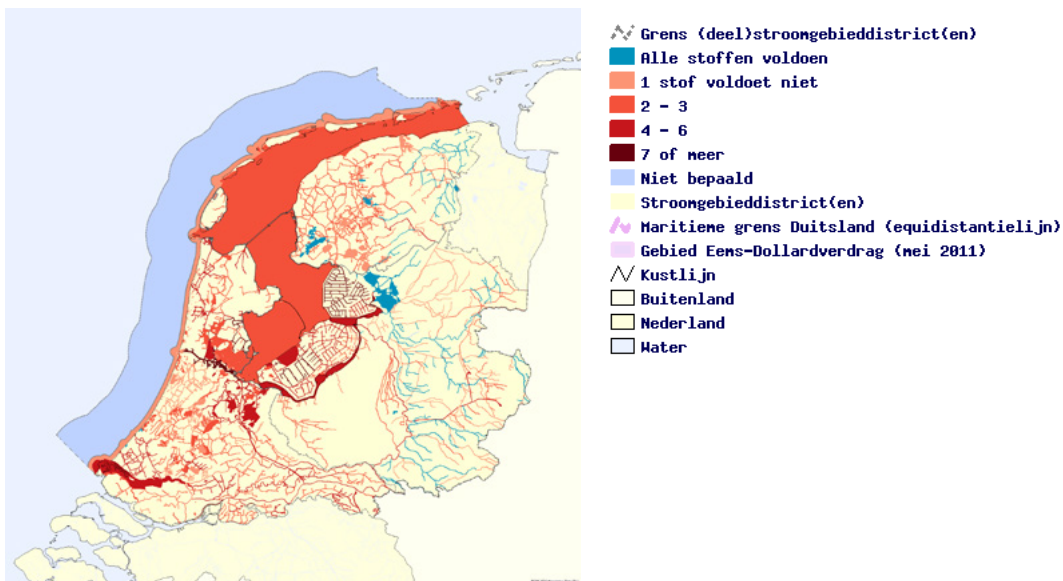 Grens (deel)stroomgebieddistrict(en)
Alle stoffen voldoen
1 stof voldoet niet
2 - 3
4 - 6
7 of meer
Niet bepaald
Stroomgebieddistrict(en)
Maritieme grens Duitsland (equidistantielijn)
Gebied Eems-Dollardverdrag (mei 2011)
Kustlijn
Buitenland
Nederland
Water